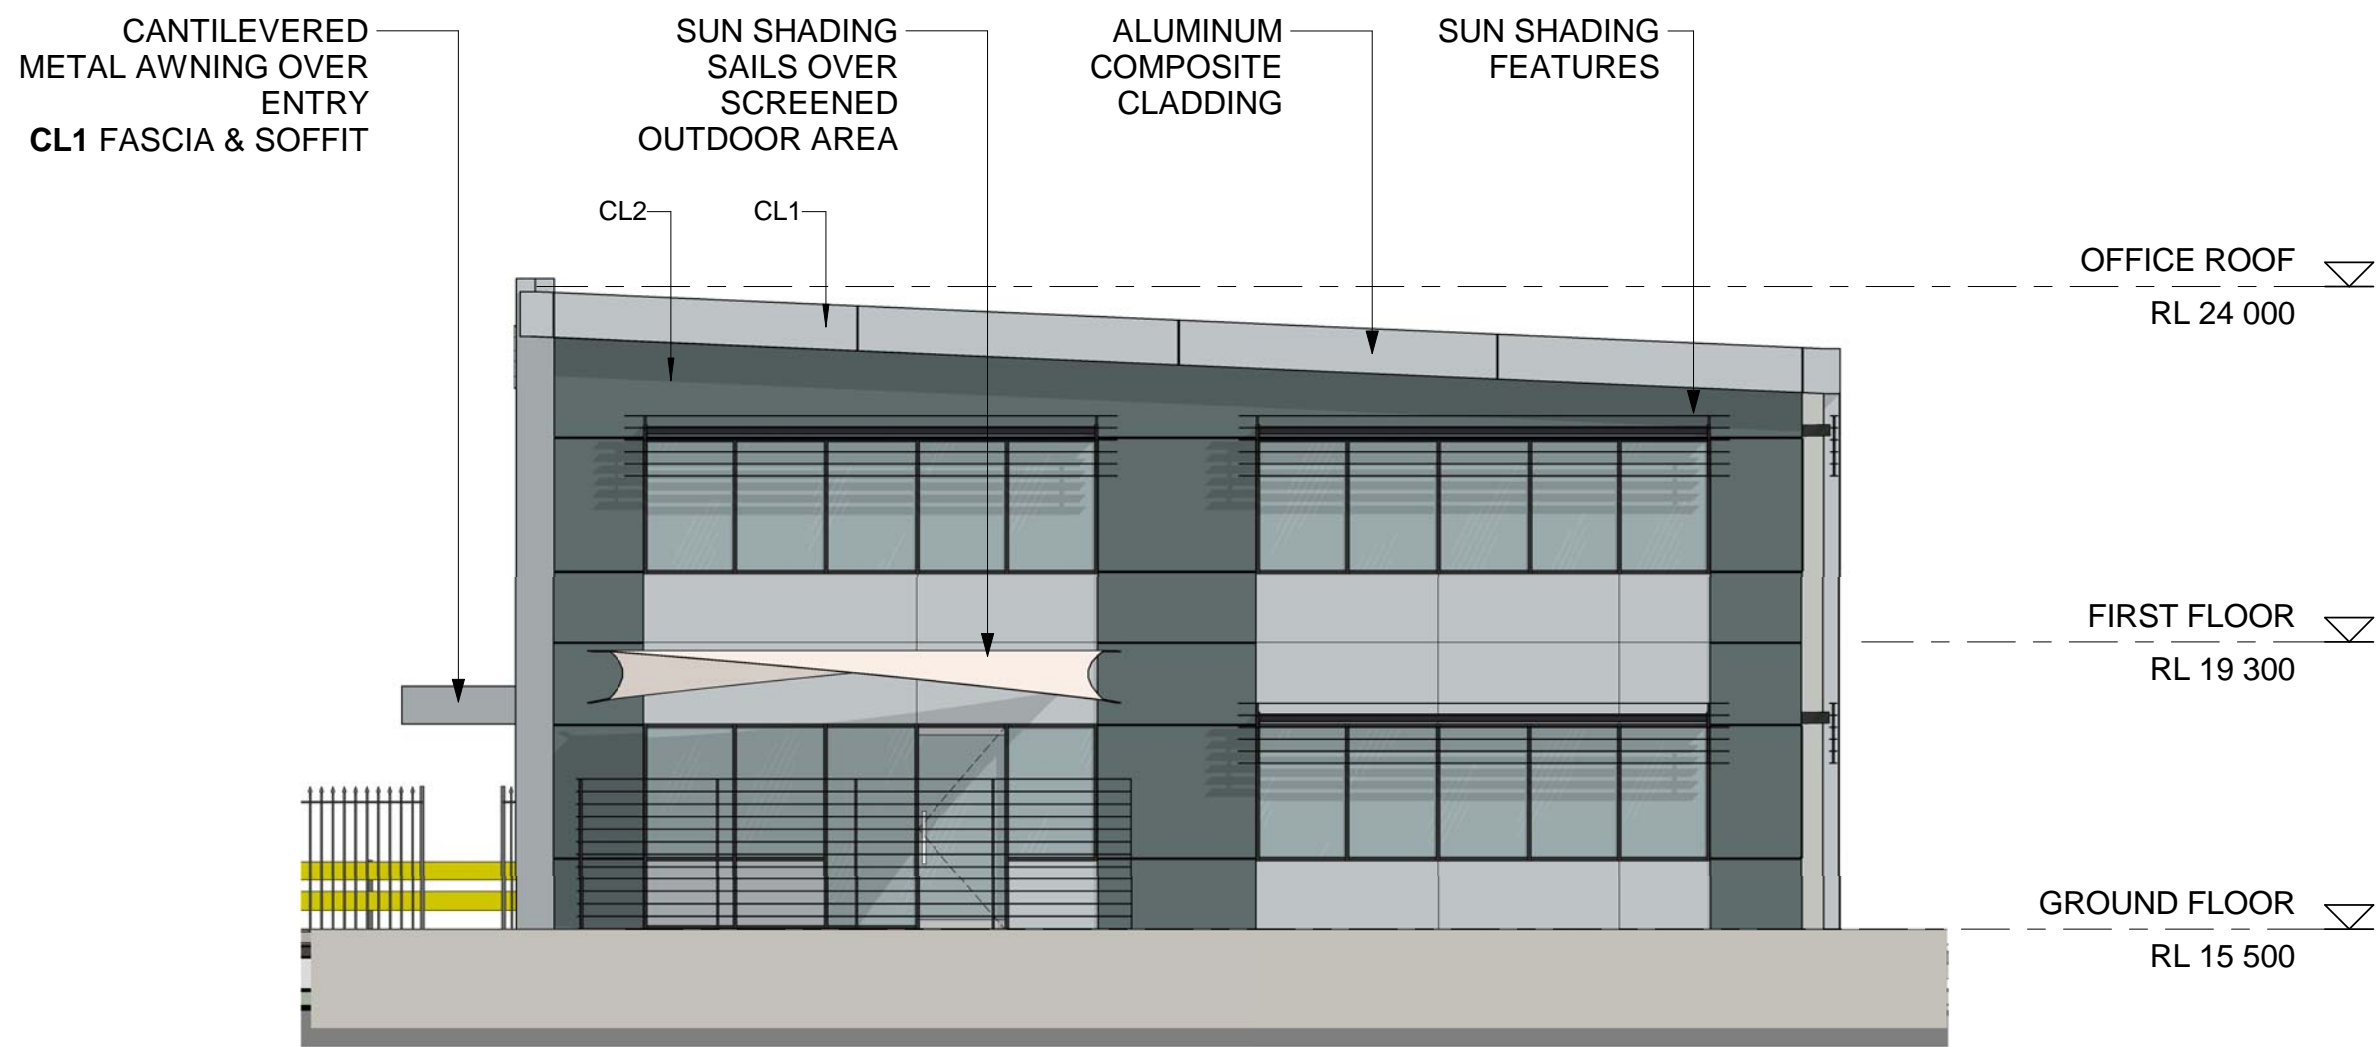 CANTILEVERED
METAL AWNING OVER
ENTRY
CL1 FASCIA & SOFFIT
SUN SHADING
SAILS OVER
SCREENED
OUTDOOR AREA
ALUMINUM
COMPOSITE
CLADDING
SUN SHADING
FEATURES
CL2
CL1
OFFICE ROOF
RL 24 000
FIRST FLOOR
RL 19 300
GROUND FLOOR
RL 15 500